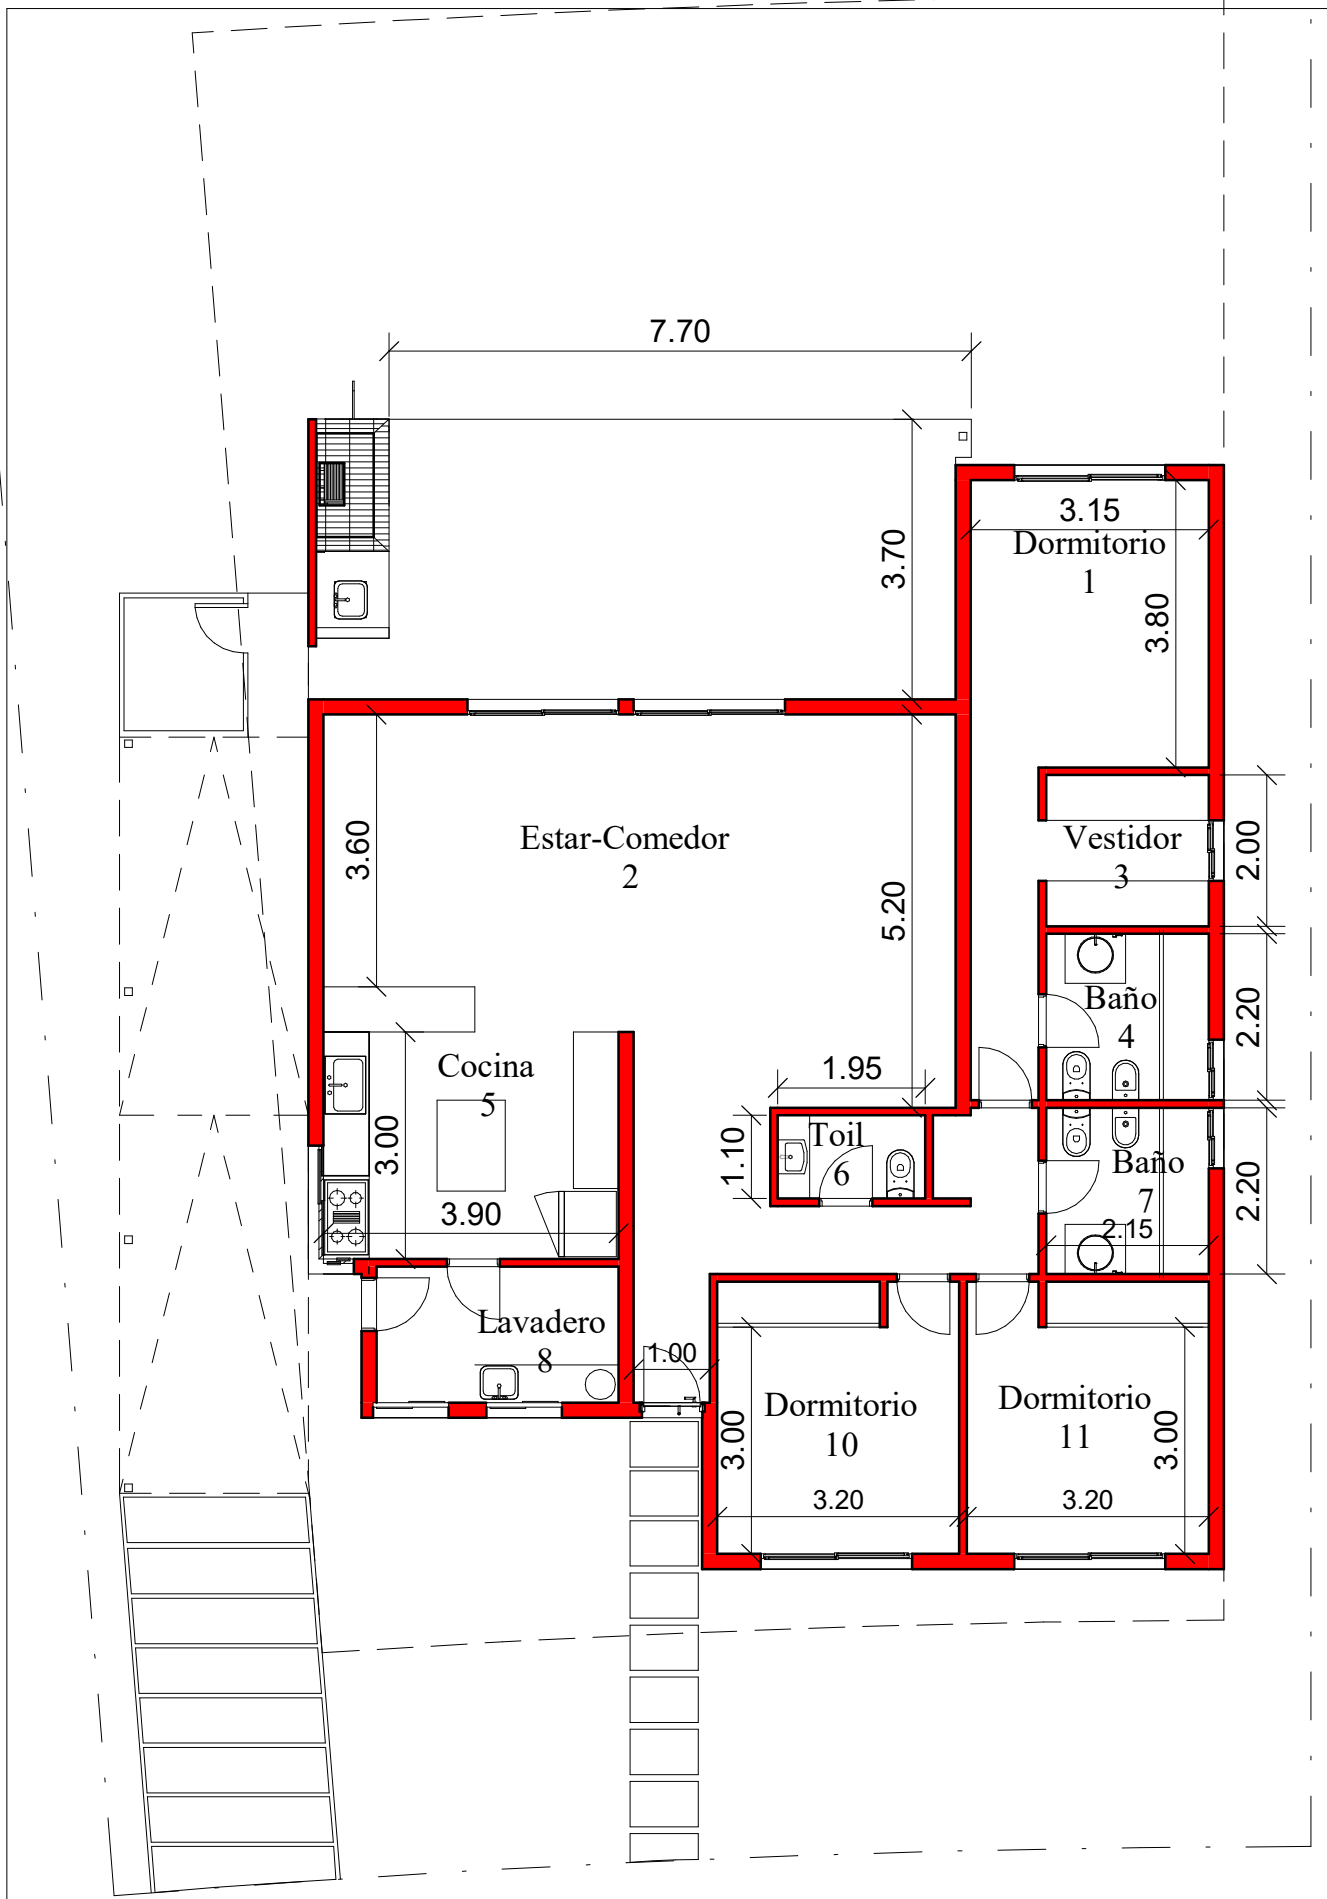 7.70
3.15
Dormitorio
1
3.70
3.80
Estar-Comedor
2
3.60
5.20
Vestidor
3
2.00
Baño
4
2.20
Cocina
5
3.00
3.90
1.95
1.10
Toil
6
Baño
7
2.15
2.20
Lavadero
8
1.00
Dormitorio
10
3.00
3.20
Dormitorio
11
3.00
3.20